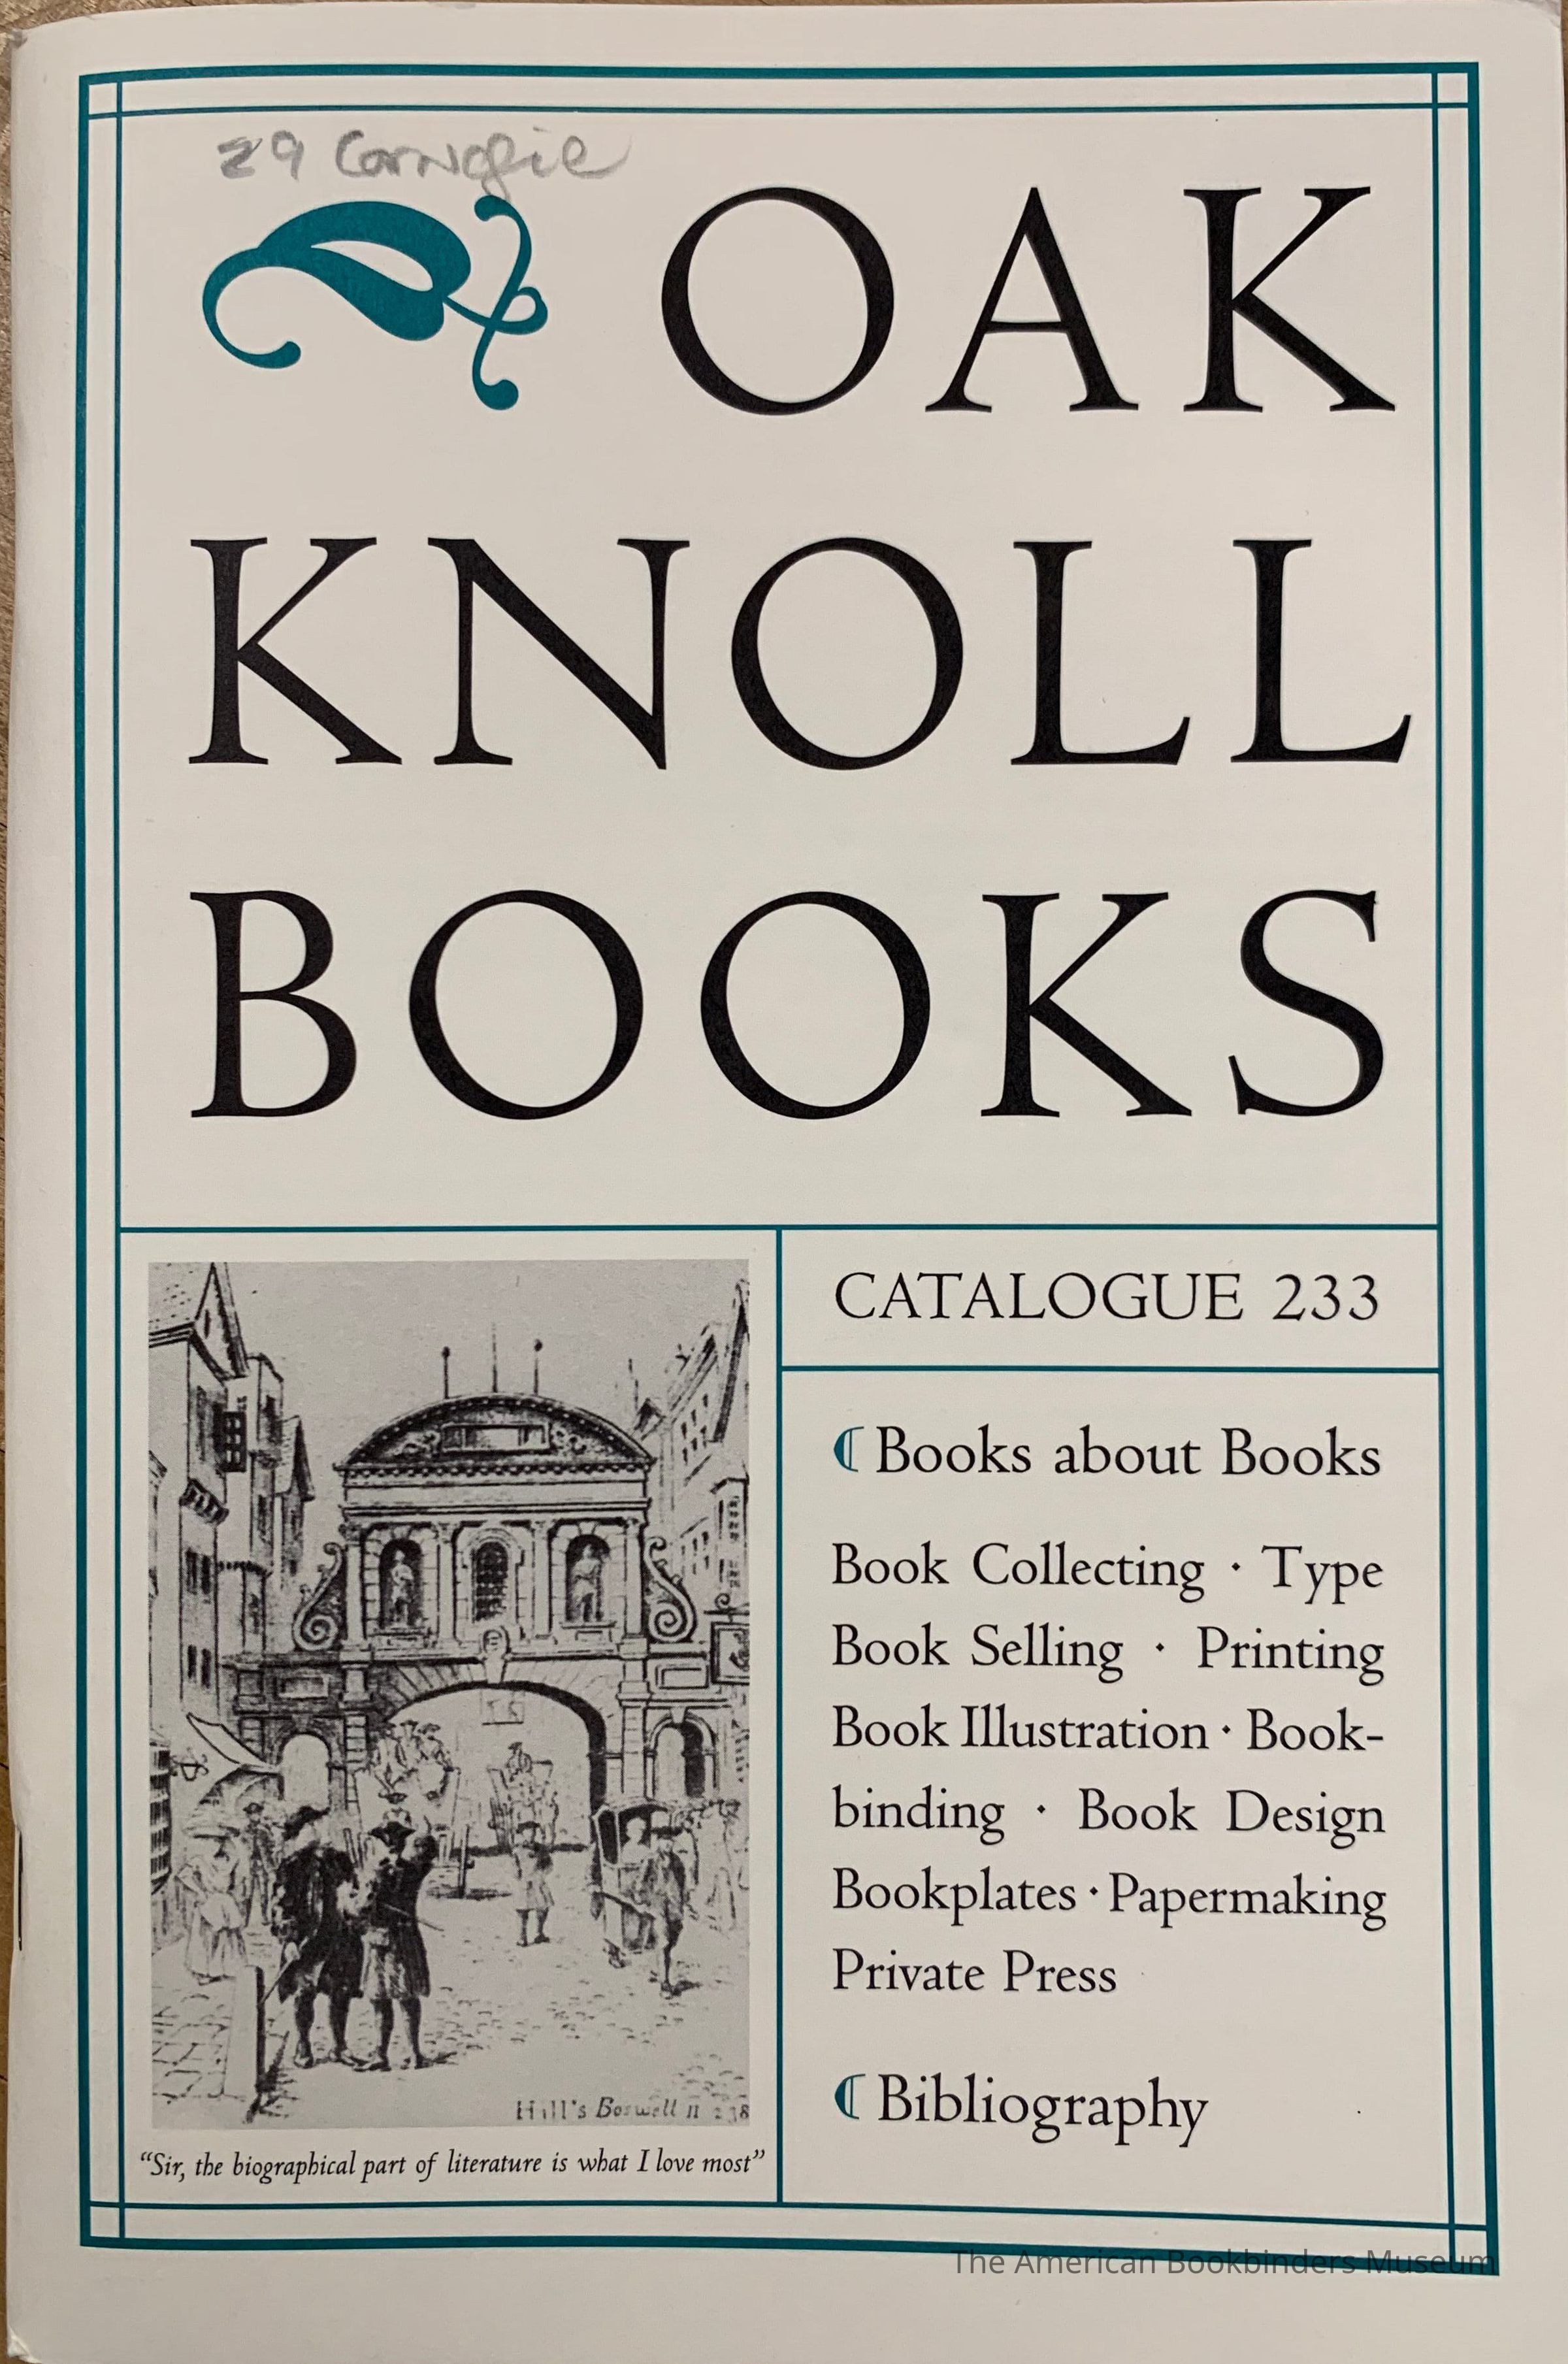 29 Carnegie
OAK
KNOLL
BOOKS
CATALOGUE 233
⁋ Books about Books
Book Collecting · Type
Book Selling · Printing
Book Illustration · Book-
binding · Book Design
Bookplates · Papermaking
Private Press
⁋ Bibliography
Hill's Boswell II 238
“Sir, the biographical part of literature is what I love most”
The American Bookbinders Museum